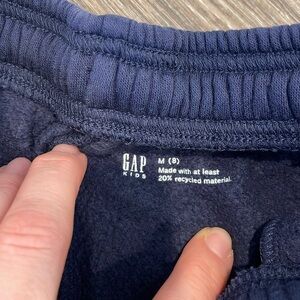 GAP
KIDS
M (8)
Made with at least
20% recycled material.